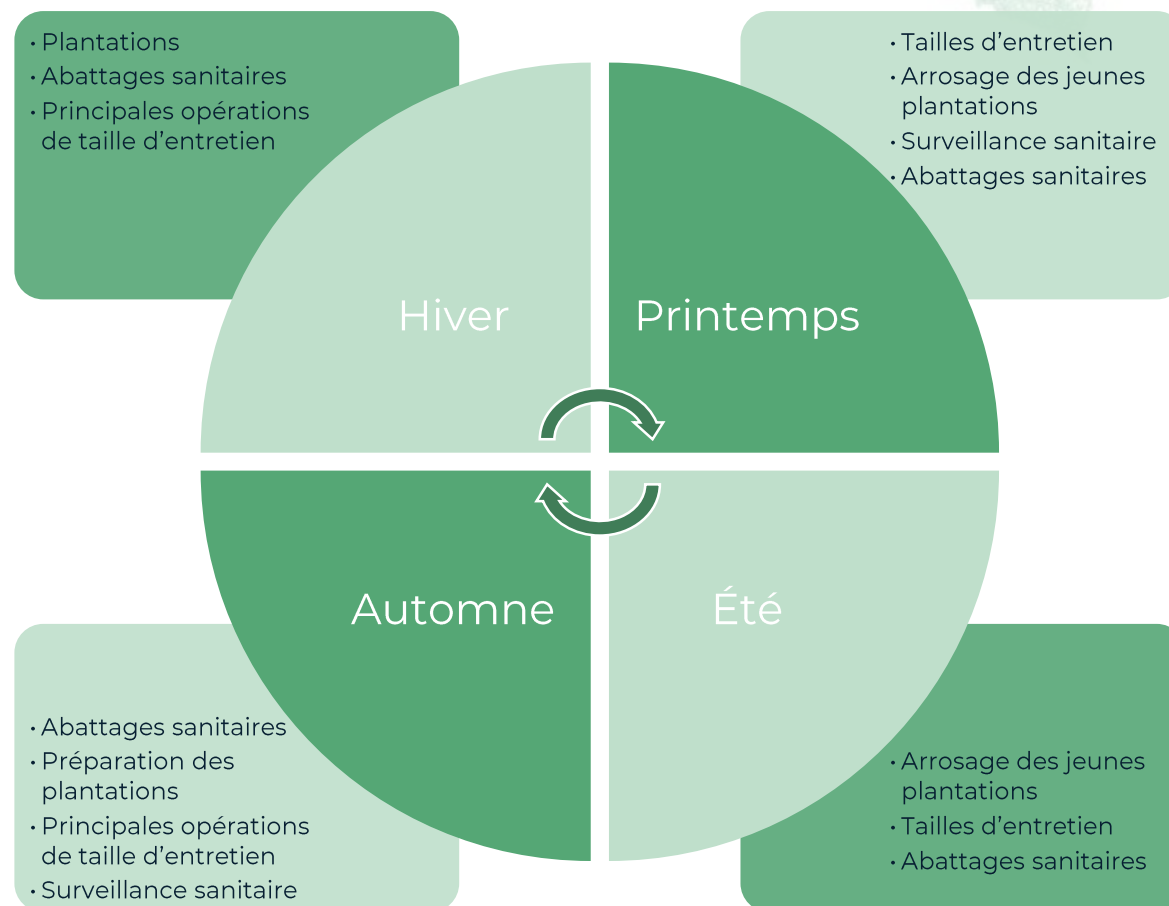 · Plantations
· Abattages sanitaires
· Principales opérations
de taille d’entretien
· Tailles d’entretien
· Arrosage des jeunes
plantations
· Surveillance sanitaire
· Abattages sanitaires
Hiver
Printemps
Automne
Été
· Abattages sanitaires
· Préparation des
plantations
· Principales opérations
de taille d’entretien
· Surveillance sanitaire
· Arrosage des jeunes
plantations
· Tailles d’entretien
· Abattages sanitaires